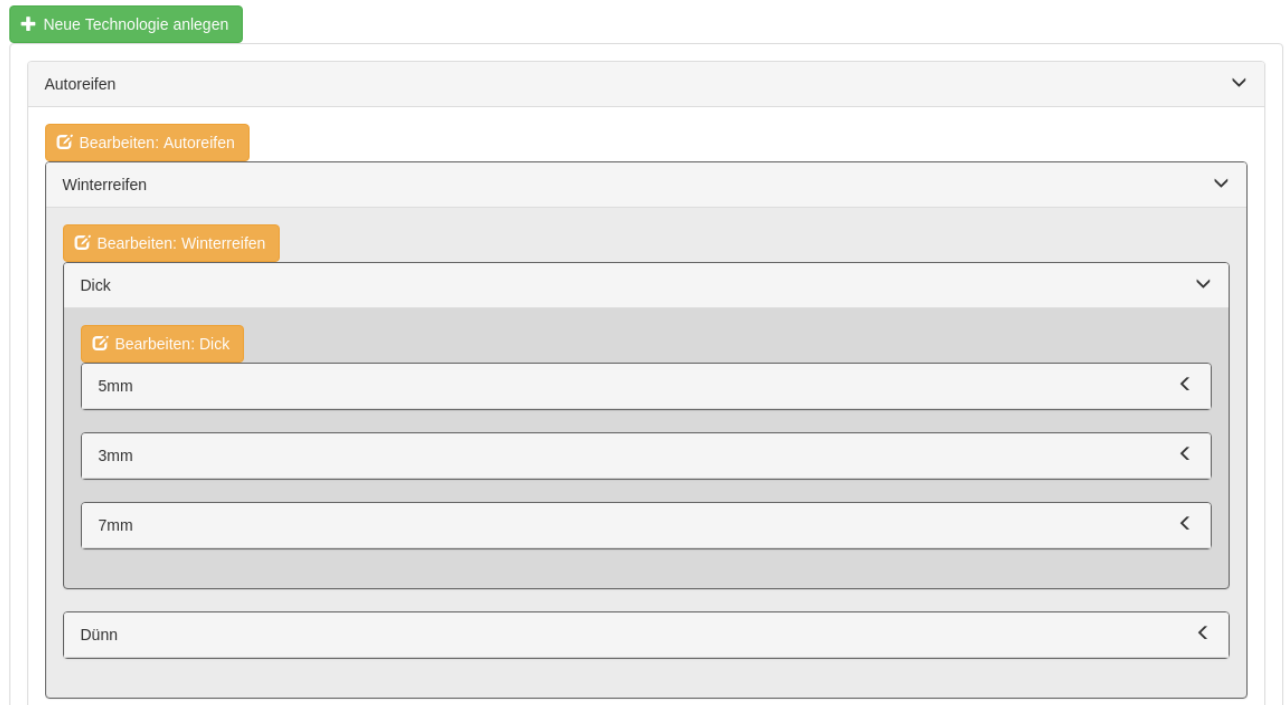 Neue Technologie anlegen
Autoreifen
Bearbeiten: Autoreifen
Winterreifen
Bearbeiten: Winterreifen
Dick
Bearbeiten: Dick
5mm
3mm
7mm
Dünn